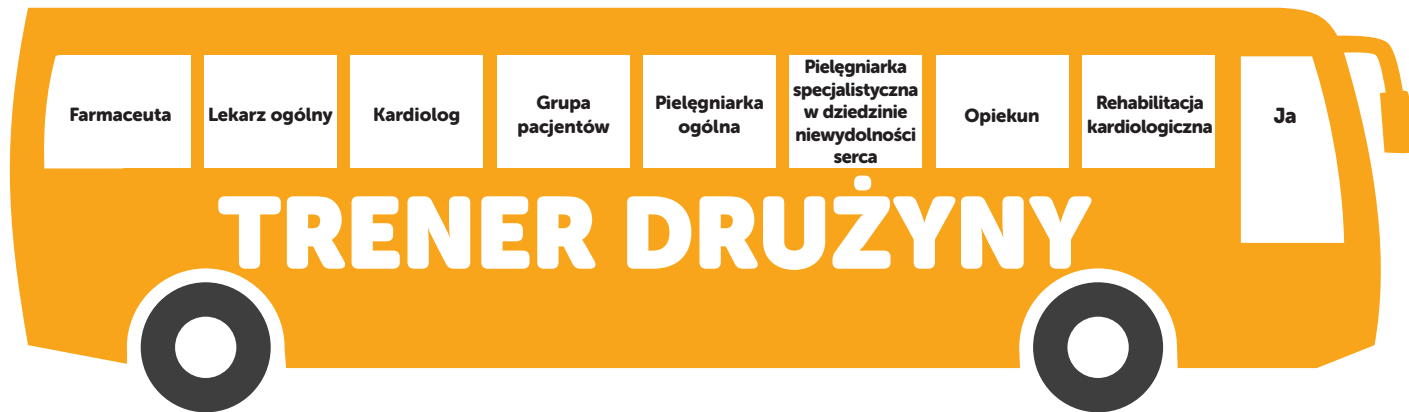 Farmaceuta
Lekarz ogólny
Kardiolog
Grupa
pacjentów
Pielęgniarka
ogólna
Pielęgniarka
specjalistyczna
w dziedzinie
niewydolności
serca
Opiekun
Rehabilitacja
kardiologiczna
Ja
TRENER DRUŻYNY